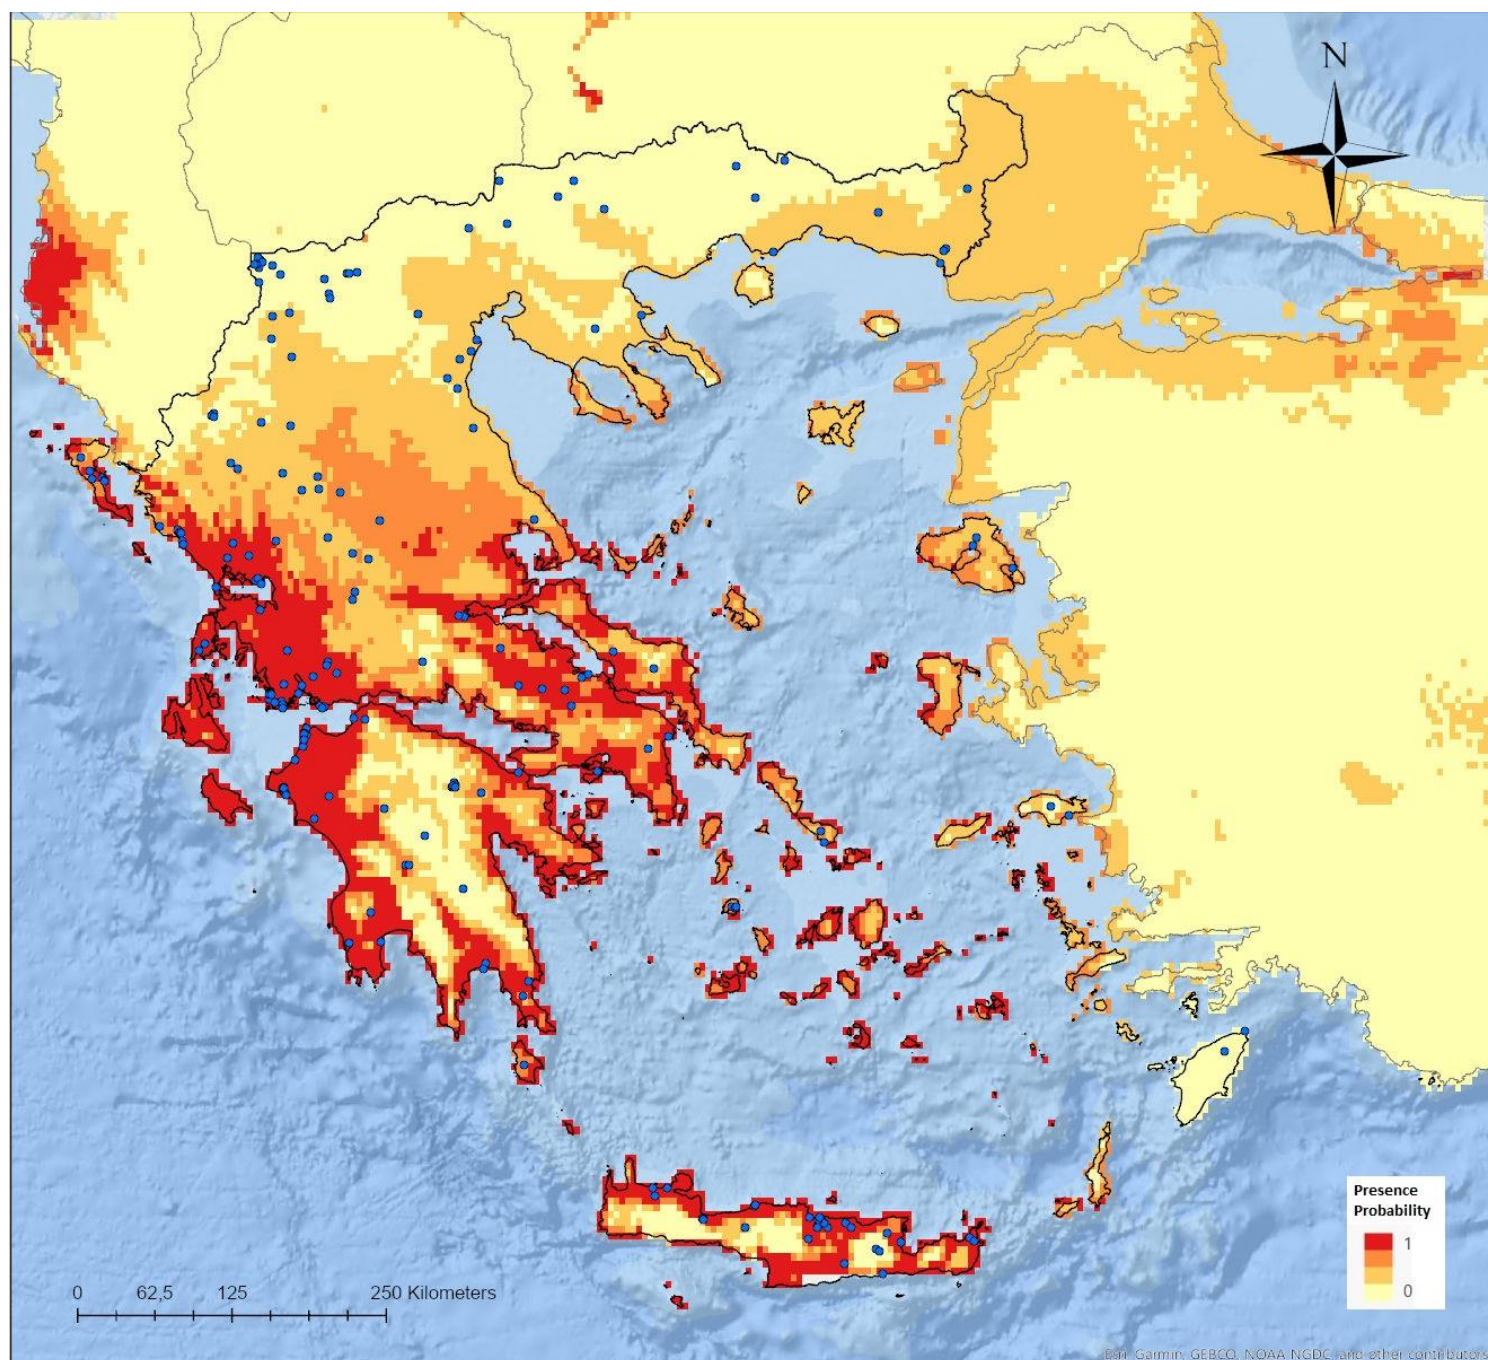 N
Presence
Probability
1
0
0 62,5 125 250 Kilometers
Esri, Garmin, GEBCO, NOAA NGDC, and other contributors